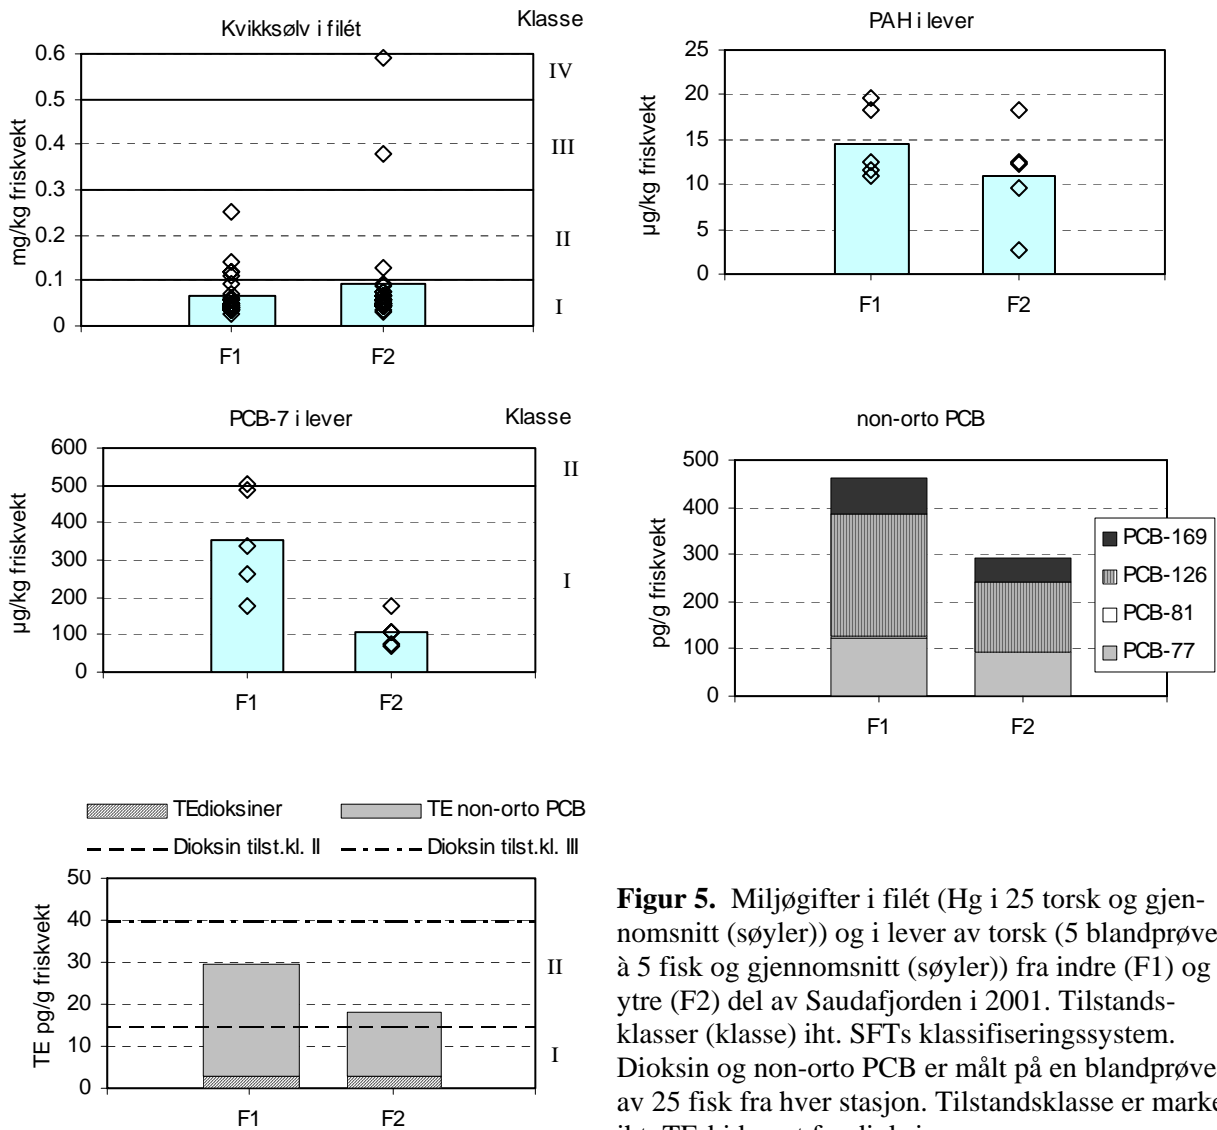 Kvikksølv i filét
Klasse
mg/kg friskvekt
0.6
0.5
0.4
0.3
0.2
0.1
0
IV
III
II
I
F1
F2
PAH i lever
µg/kg friskvekt
25
20
15
10
5
0
F1
F2
PCB-7 i lever
Klasse
µg/kg friskvekt
600
500
400
300
200
100
0
II
I
F1
F2
non-orto PCB
pg/g friskvekt
500
400
300
200
100
0
PCB-169
PCB-126
PCB-81
PCB-77
F1
F2
TEdioksiner
TE non-orto PCB
Dioksin tilst.kl. II
Dioksin tilst.kl. III
TE pg/g friskvekt
50
40
30
20
10
0
II
I
F1
F2
Figur 5. Miljøgifter i filét (Hg i 25 torsk og gjen-
nomsnitt (søyler)) og i lever av torsk (5 blandprøve
à 5 fisk og gjennomsnitt (søyler)) fra indre (F1) og
ytre (F2) del av Saudafjorden i 2001. Tilstands-
klasser (klasse) iht. SFTs klassifiseringssystem.
Dioksin og non-orto PCB er målt på en blandprøve
av 25 fisk fra hver stasjon. Tilstandsklasse er marke